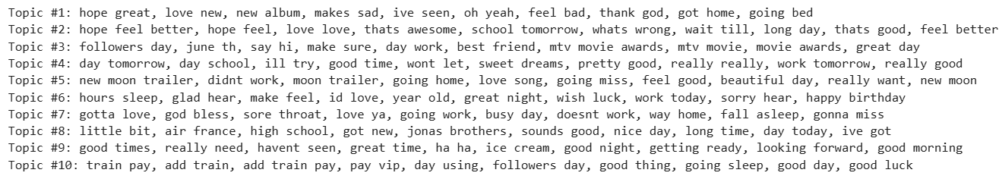 Topic #1: hope great, love new, new album, makes sad, ive seen, oh yeah, feel bad, thank god, got home, going bed
Topic #2: hope feel better, hope feel, love love, thats awesome, school tomorrow, whats wrong, wait till, long day, thats good, feel better
Topic #3: followers day, june th, say hi, make sure, day work, best friend, mtv movie awards, mtv movie, movie awards, great day
Topic #4: day tomorrow, day school, ill try, good time, wont let, sweet dreams, pretty good, really really, work tomorrow, really good
Topic #5: new moon trailer, didnt work, moon trailer, going home, love song, going miss, feel good, beautiful day, really want, new moon
Topic #6: hours sleep, glad hear, make feel, id love, year old, great night, wish luck, work today, sorry hear, happy birthday
Topic #7: gotta love, god bless, sore throat, love ya, going work, busy day, doesnt work, way home, fall asleep, gonna miss
Topic #8: little bit, air france, high school, got new, jonas brothers, sounds good, nice day, long time, day today, ive got
Topic #9: good times, really need, havent seen, great time, ha ha, ice cream, good night, getting ready, looking forward, good morning
Topic #10: train pay, add train, add train pay, pay vip, day using, followers day, good thing, going sleep, good day, good luck